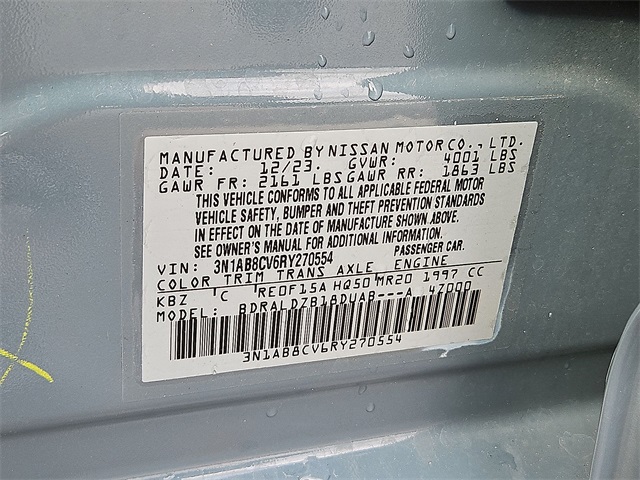 MANUFACTURED BY NISSAN MOTOR CO., LTD.
DATE: 12/23. GVWR: 4001 LBS
GAWR FR: 2161 LBS GAWR RR: 1863 LBS
THIS VEHICLE CONFORMS TO ALL APPLICABLE FEDERAL MOTOR
VEHICLE SAFETY, BUMPER AND THEFT PREVENTION STANDARDS
IN EFFECT ON THE DATE OF MANUFACTURE SHOWN ABOVE.
SEE OWNER'S MANUAL FOR ADDITIONAL INFORMATION.
VIN: 3N1AB8CV6RY270554 PASSENGER CAR.
COLOR TRIM TRANS AXLE ENGINE
KBZ C RE0F15A HQ50 MR20 1997 CC
MODEL: BDRALDZB18DUAB---A 4Z000
3N1AB8CV6RY270554